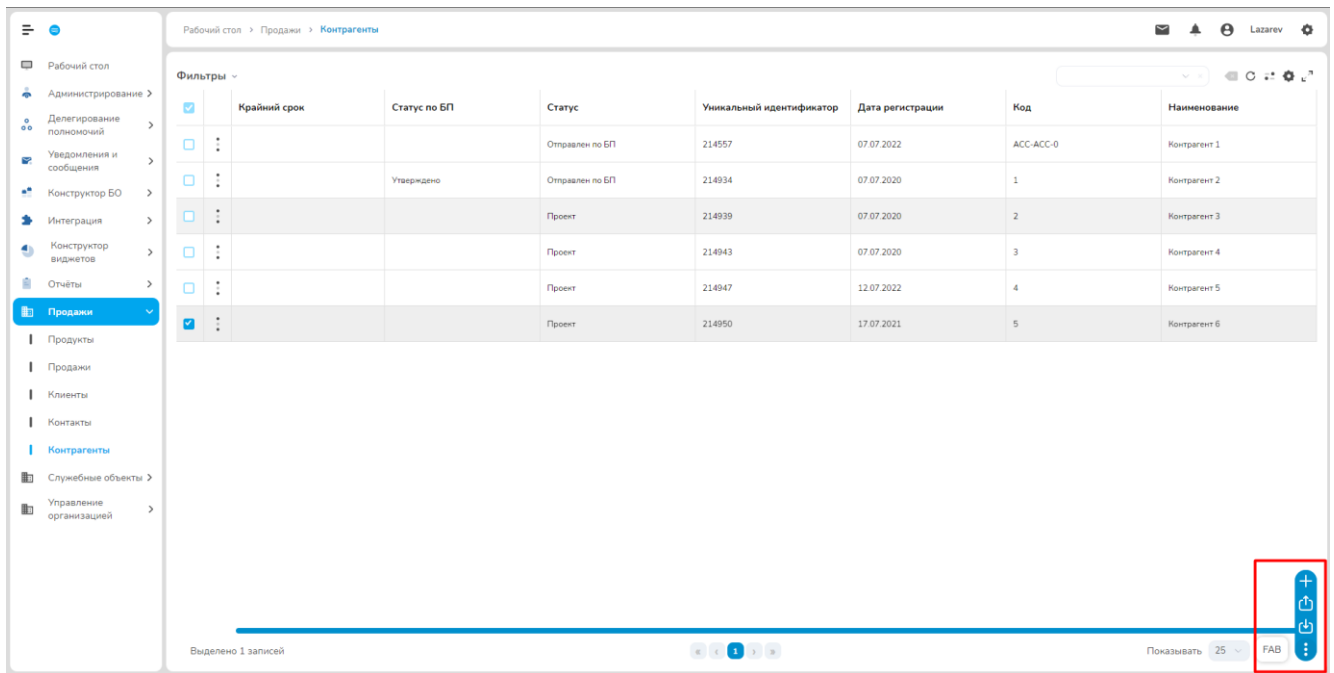 Рабочий стол > Продажи > Контрагенты
Lazarev
Рабочий стол
Администрирование
Делегирование
полномочий
Уведомления и
сообщения
Конструктор БО
Интеграция
Конструктор
виджетов
Отчёты
Продажи
Продукты
Продажи
Клиенты
Контакты
Контрагенты
Служебные объекты
Управление
организацией
Фильтры
Крайний срок Статус по БП Статус Уникальный идентификатор Дата регистрации Код Наименование
Отправлен по БП 214557 07.07.2022 ACC-ACC-0 Контрагент 1
Утверждено Отправлен по БП 214934 07.07.2020 1 Контрагент 2
Проект 214939 07.07.2020 2 Контрагент 3
Проект 214943 07.07.2020 3 Контрагент 4
Проект 214947 12.07.2022 4 Контрагент 5
Проект 214950 17.07.2021 5 Контрагент 6
Выделено 1 записей « ‹ 1 › » Показывать 25 FAB